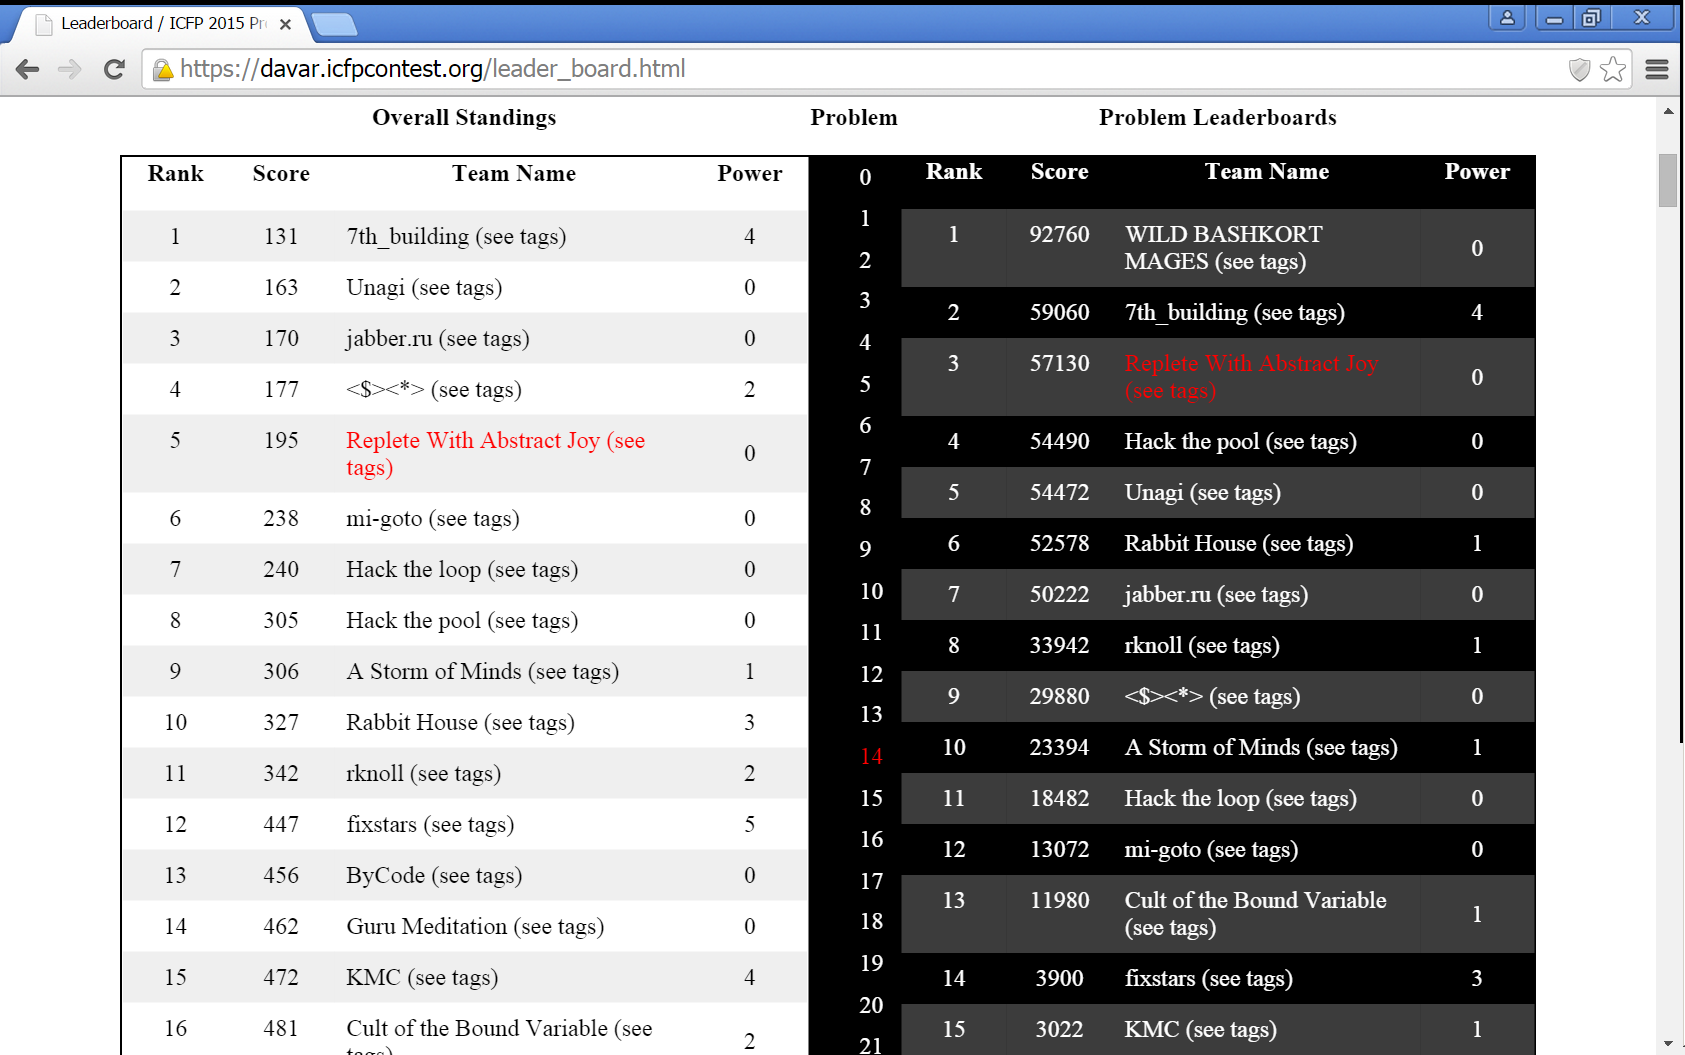 Leaderboard / ICFP 2015 Pr
https://davar.icfpcontest.org/leader_board.html
Overall Standings Problem Problem Leaderboards
Rank Score Team Name Power
1 131 7th_building (see tags) 4
2 163 Unagi (see tags) 0
3 170 jabber.ru (see tags) 0
4 177 <$><*> (see tags) 2
5 195 Replete With Abstract Joy (see
tags) 0
6 238 mi-goto (see tags) 0
7 240 Hack the loop (see tags) 0
8 305 Hack the pool (see tags) 0
9 306 A Storm of Minds (see tags) 1
10 327 Rabbit House (see tags) 3
11 342 rknoll (see tags) 2
12 447 fixstars (see tags) 5
13 456 ByCode (see tags) 0
14 462 Guru Meditation (see tags) 0
15 472 KMC (see tags) 4
16 481 Cult of the Bound Variable (see
tags) 2
0
1
2
3
4
5
6
7
8
9
10
11
12
13
14
15
16
17
18
19
20
21
Rank Score Team Name Power
1 92760 WILD BASHKORT
MAGES (see tags) 0
2 59060 7th_building (see tags) 4
3 57130 Replete With Abstract Joy
(see tags) 0
4 54490 Hack the pool (see tags) 0
5 54472 Unagi (see tags) 0
6 52578 Rabbit House (see tags) 1
7 50222 jabber.ru (see tags) 0
8 33942 rknoll (see tags) 1
9 29880 <$><*> (see tags) 0
10 23394 A Storm of Minds (see tags) 1
11 18482 Hack the loop (see tags) 0
12 13072 mi-goto (see tags) 0
13 11980 Cult of the Bound Variable
(see tags) 1
14 3900 fixstars (see tags) 3
15 3022 KMC (see tags) 1